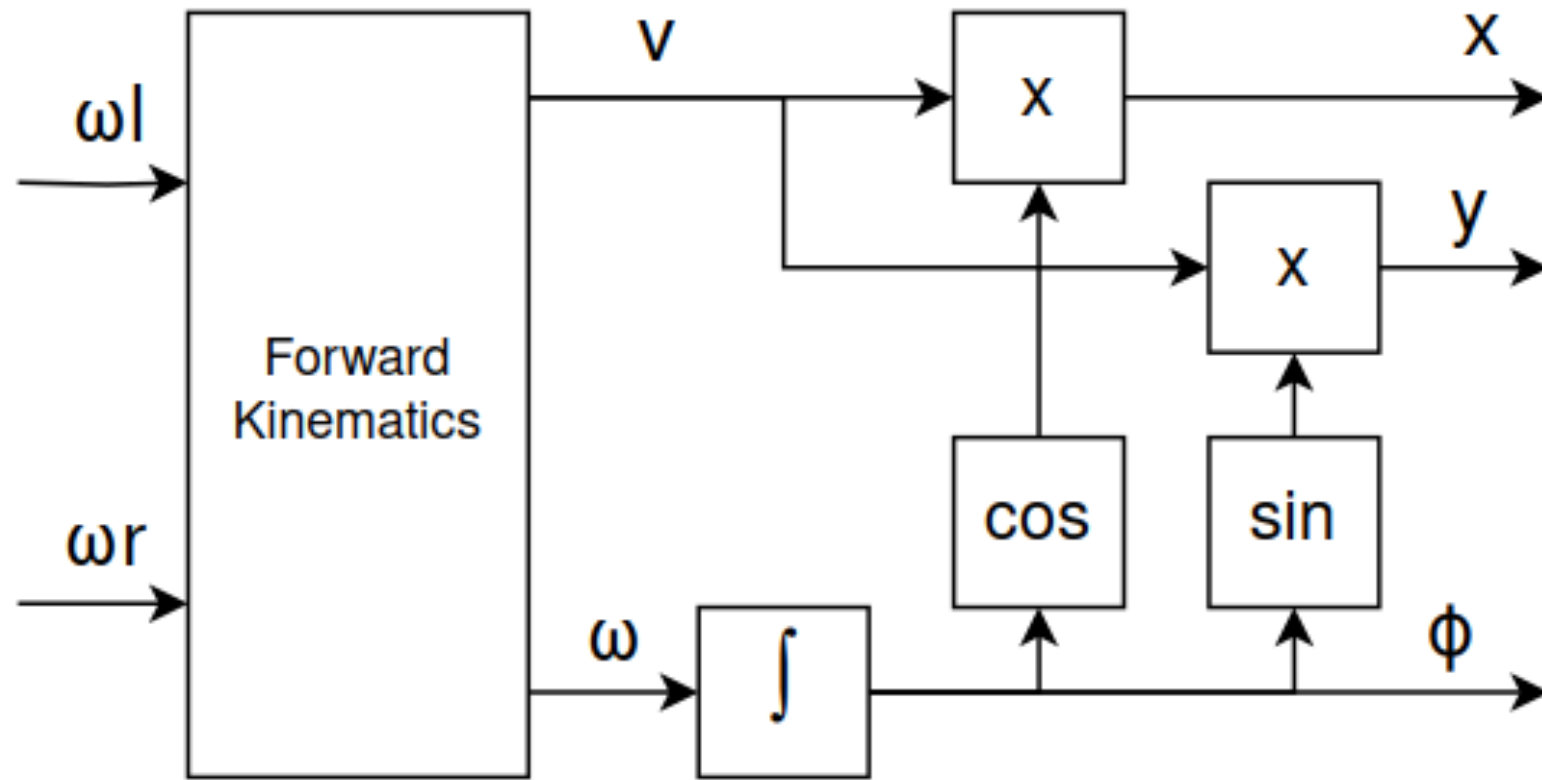 v
x
ωl
x
y
x
Forward
Kinematics
ωr
cos
sin
ω
∫
ϕ